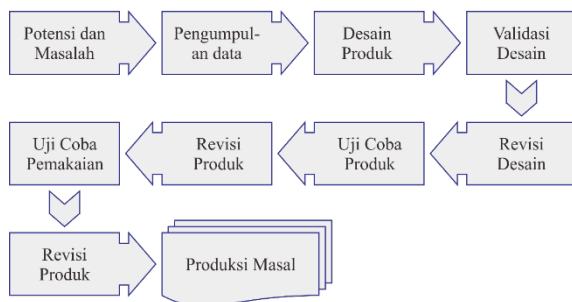 Potensi dan
Masalah
Pengumpul-
an data
Desain
Produk
Validasi
Desain
Revisi
Desain
Uji Coba
Produk
Revisi
Produk
Uji Coba
Pemakaian
Revisi
Produk
Produksi Masal